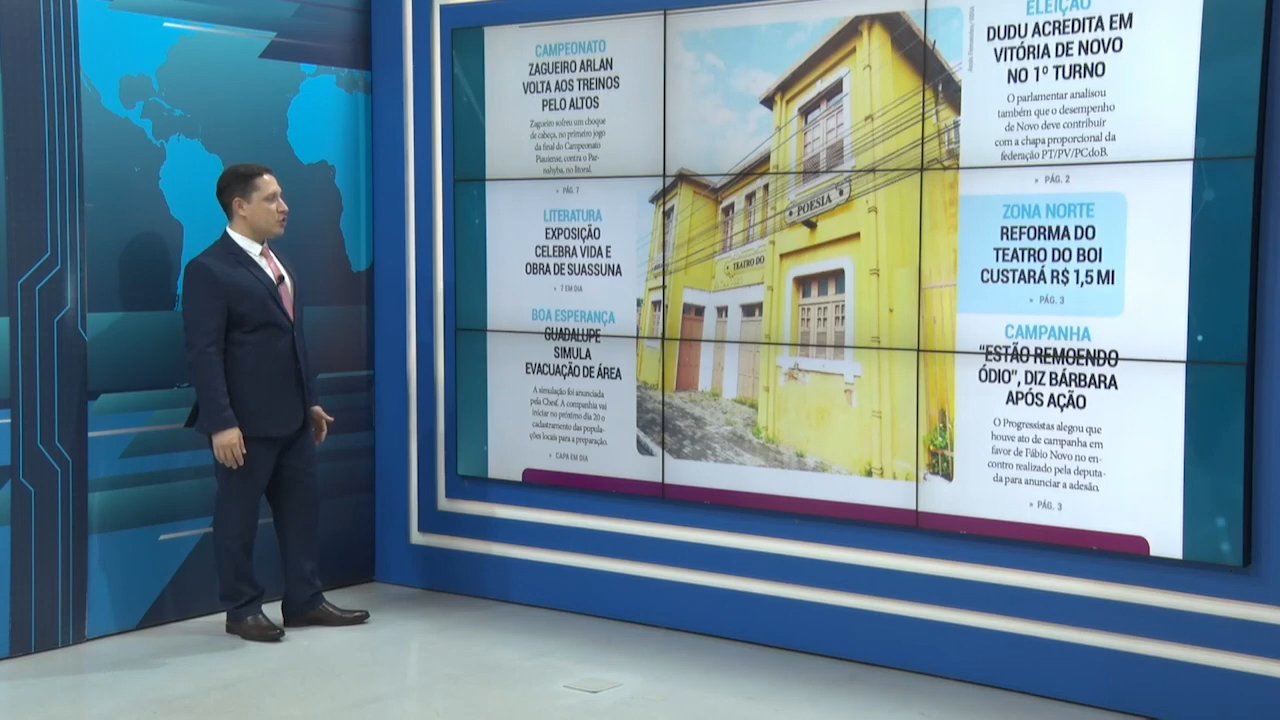 CAMPEONATO
ZAGUEIRO ARLAN
VOLTA AOS TREINOS
PELO ALTOS
Zagueiro sofreu um choque
de cabeça, no primeiro jogo
da final do Campeonato
Piauiense, contra o Par-
nahyba, no litoral.
» PÁG. 7
LITERATURA
EXPOSIÇÃO
CELEBRA VIDA E
OBRA DE SUASSUNA
» 7 EM DIA
BOA ESPERANÇA
GUADALUPE
SIMULA
EVACUAÇÃO DE ÁREA
A simulação foi anunciada
pela Chesf. A companhia vai
iniciar no próximo dia 20 o
cadastramento das popula-
ções locais para a preparação.
» CAPA EM DIA
POESIA
TEATRO DO
ELEIÇÃO
DUDU ACREDITA EM
VITÓRIA DE NOVO
NO 1º TURNO
O parlamentar analisou
também que o desempenho
de Novo deve contribuir
com a chapa proporcional da
federação PT/PV/PCdoB.
» PÁG. 2
ZONA NORTE
REFORMA DO
TEATRO DO BOI
CUSTARÁ R$ 1,5 MI
» PÁG. 3
CAMPANHA
“ESTÃO REMOENDO
ÓDIO”, DIZ BÁRBARA
APÓS AÇÃO
O Progressistas alegou que
houve ato de campanha em
favor de Fábio Novo no en-
contro realizado pela deputa-
da para anunciar a adesão.
» PÁG. 3